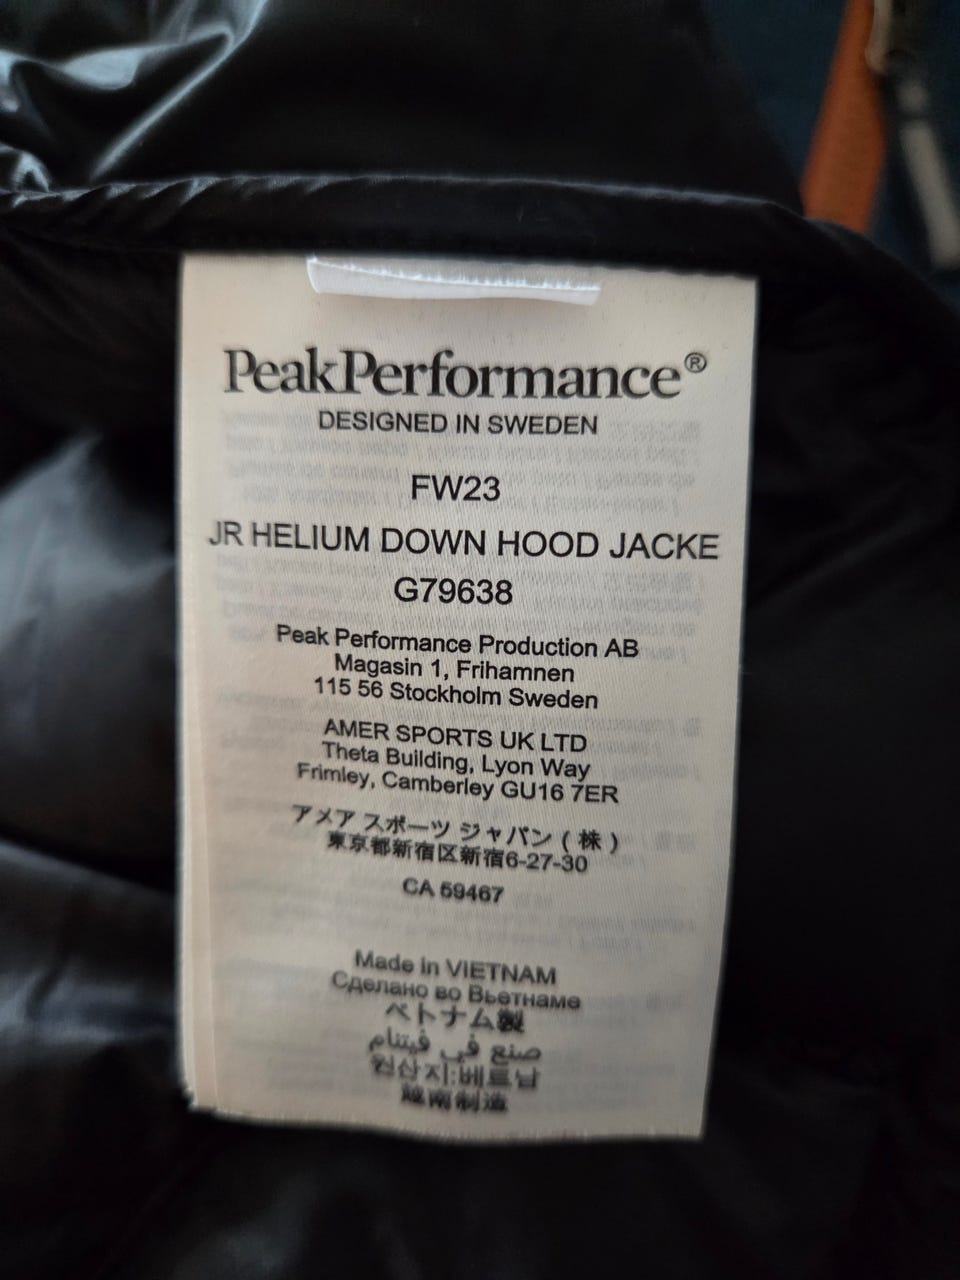 PeakPerformance®
DESIGNED IN SWEDEN
FW23
JR HELIUM DOWN HOOD JACKE
G79638
Peak Performance Production AB
Magasin 1, Frihamnen
115 56 Stockholm Sweden
AMER SPORTS UK LTD
Theta Building, Lyon Way
Frimley, Camberley GU16 7ER
アメア スポーツ ジャパン ( 株 )
東京都新宿区新宿6-27-30
CA 59467
Made in VIETNAM
Сделано во Вьетнаме
ベトナム製
صنع في فيتنام
원산지:베트남
越南制造